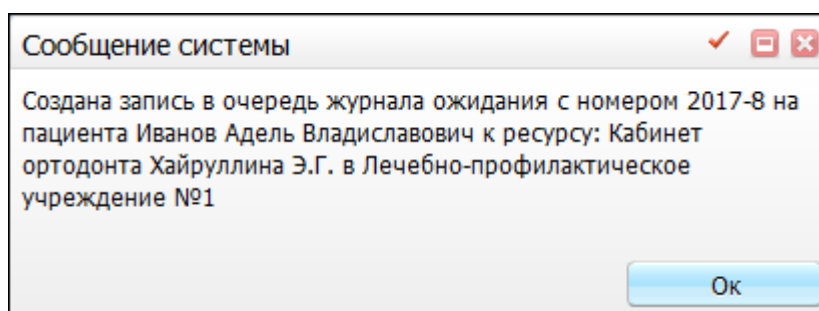 Сообщение системы
Создана запись в очередь журнала ожидания с номером 2017-8 на
пациента Иванов Адель Владиславович к ресурсу: Кабинет
ортодонта Хайруллина Э.Г. в Лечебно-профилактическое
учреждение №1
Ок